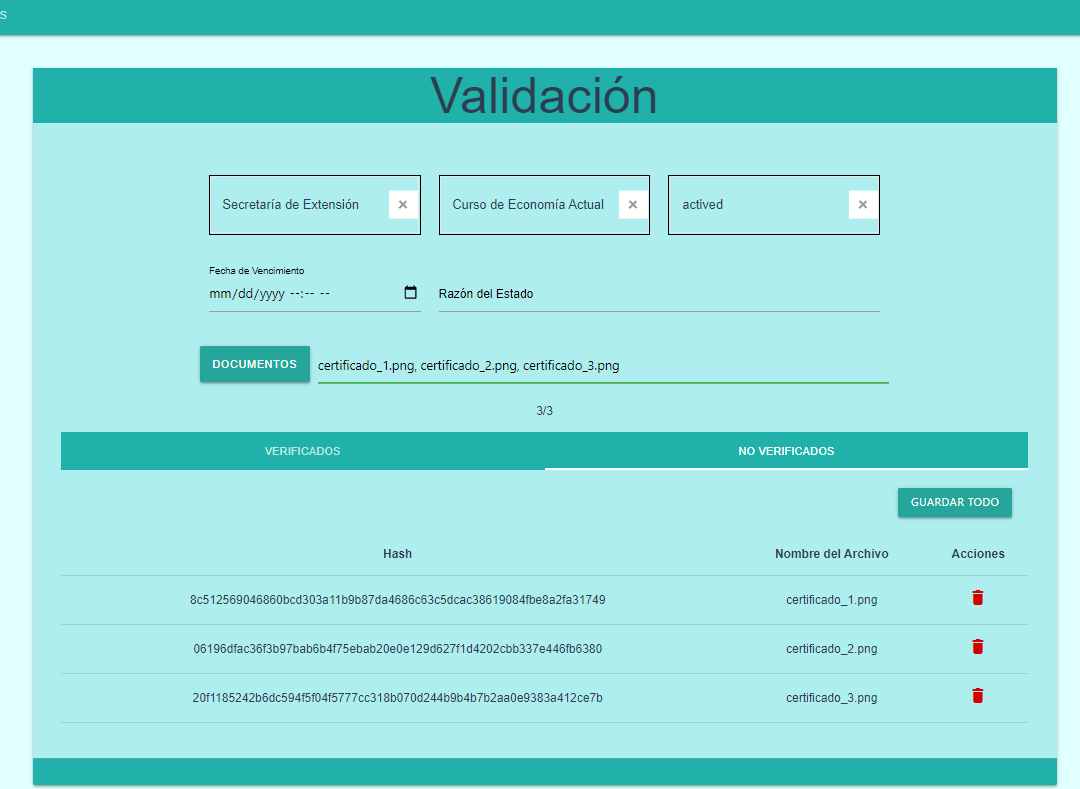 S
Validación
Secretaría de Extensión × Curso de Economía Actual × actived ×
Fecha de Vencimiento
mm/dd/yyyy --:-- -- Razón del Estado
DOCUMENTOS certificado_1.png, certificado_2.png, certificado_3.png
3/3
VERIFICADOS NO VERIFICADOS
GUARDAR TODO
Hash Nombre del Archivo Acciones
8c512569046860bcd303a11b9b87da4686c63c5dcac38619084fbe8a2fa31749 certificado_1.png
06196dfac36f3b97bab6b4f75ebab20e0e129d627f1d4202cbb337e446fb6380 certificado_2.png
20f1185242b6dc594f5f04f5777cc318b070d244b9b4b7b2aa0e9383a412ce7b certificado_3.png